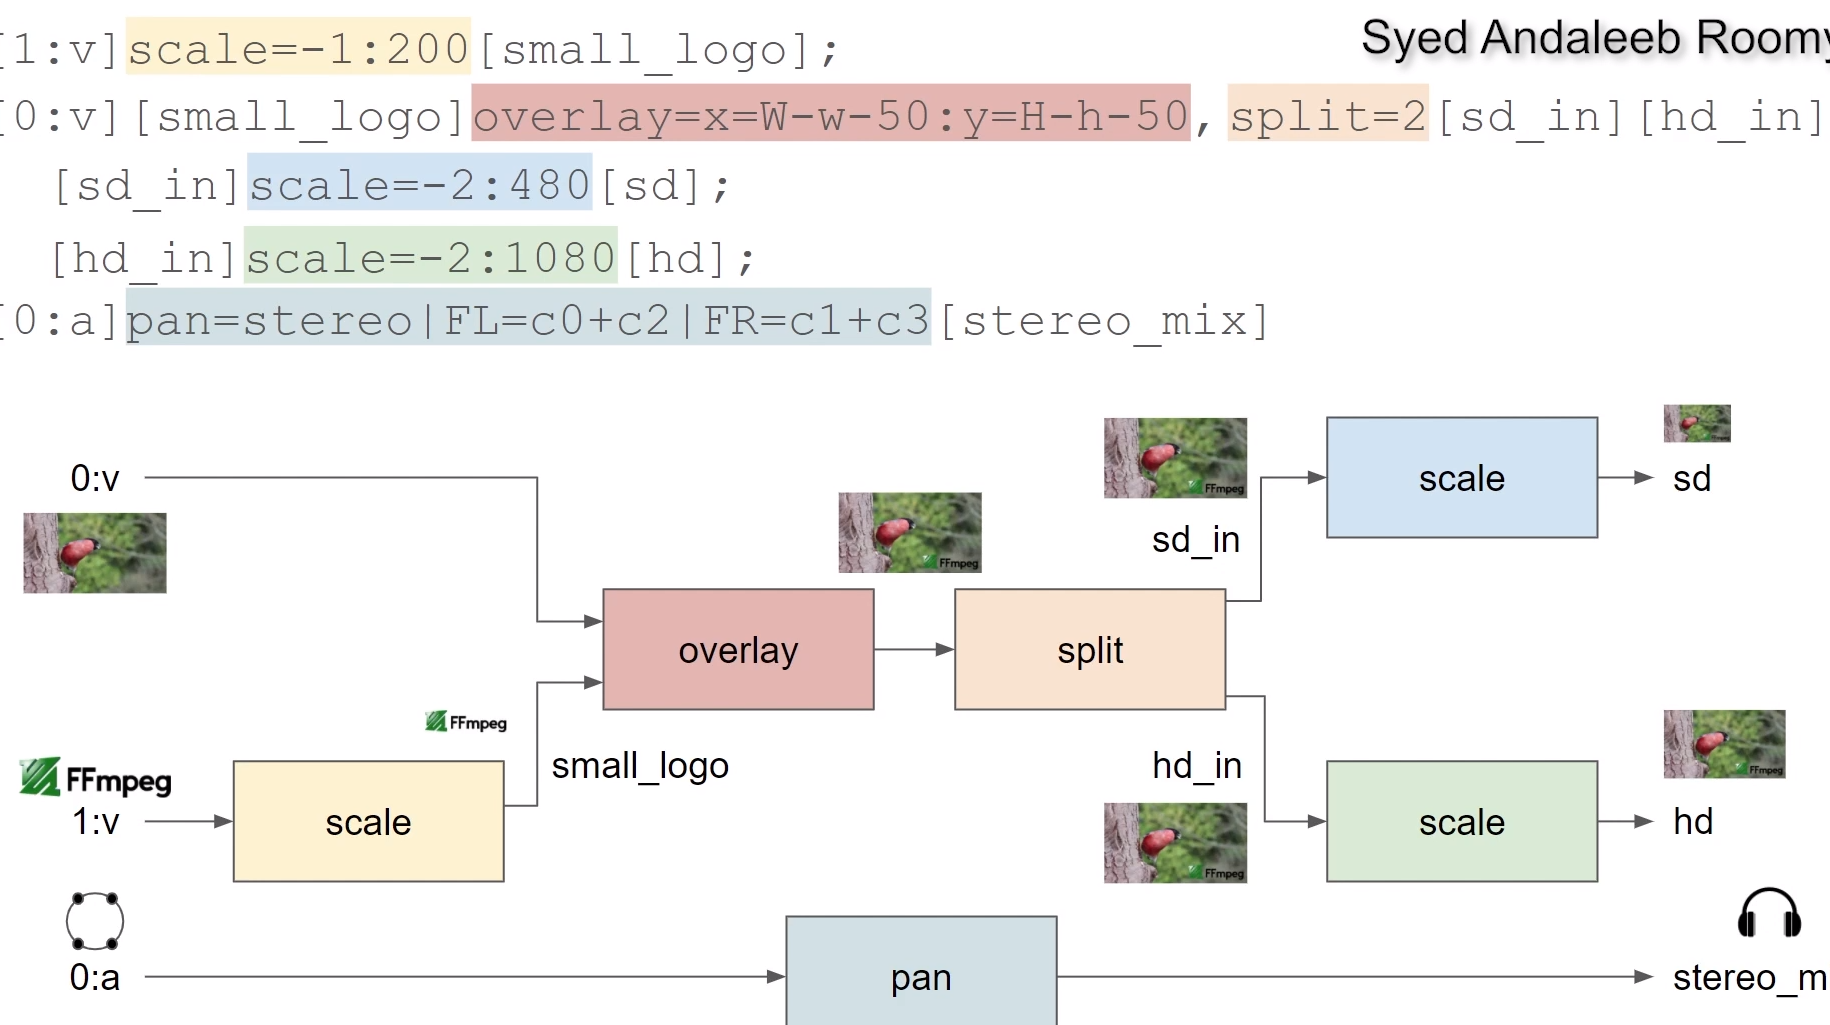 [1:v]scale=-1:200[small_logo];
Syed Andaleeb Roomy
[0:v][small_logo]overlay=x=W-w-50:y=H-h-50,split=2[sd_in][hd_in]
[sd_in]scale=-2:480[sd];
[hd_in]scale=-2:1080[hd];
[0:a]pan=stereo|FL=c0+c2|FR=c1+c3[stereo_mix]
0:v
scale
sd
FFmpeg
sd_in
FFmpeg
overlay
split
FFmpeg
small_logo
hd_in
FFmpeg
FFmpeg
1:v
scale
scale
hd
FFmpeg
0:a
pan
stereo_m